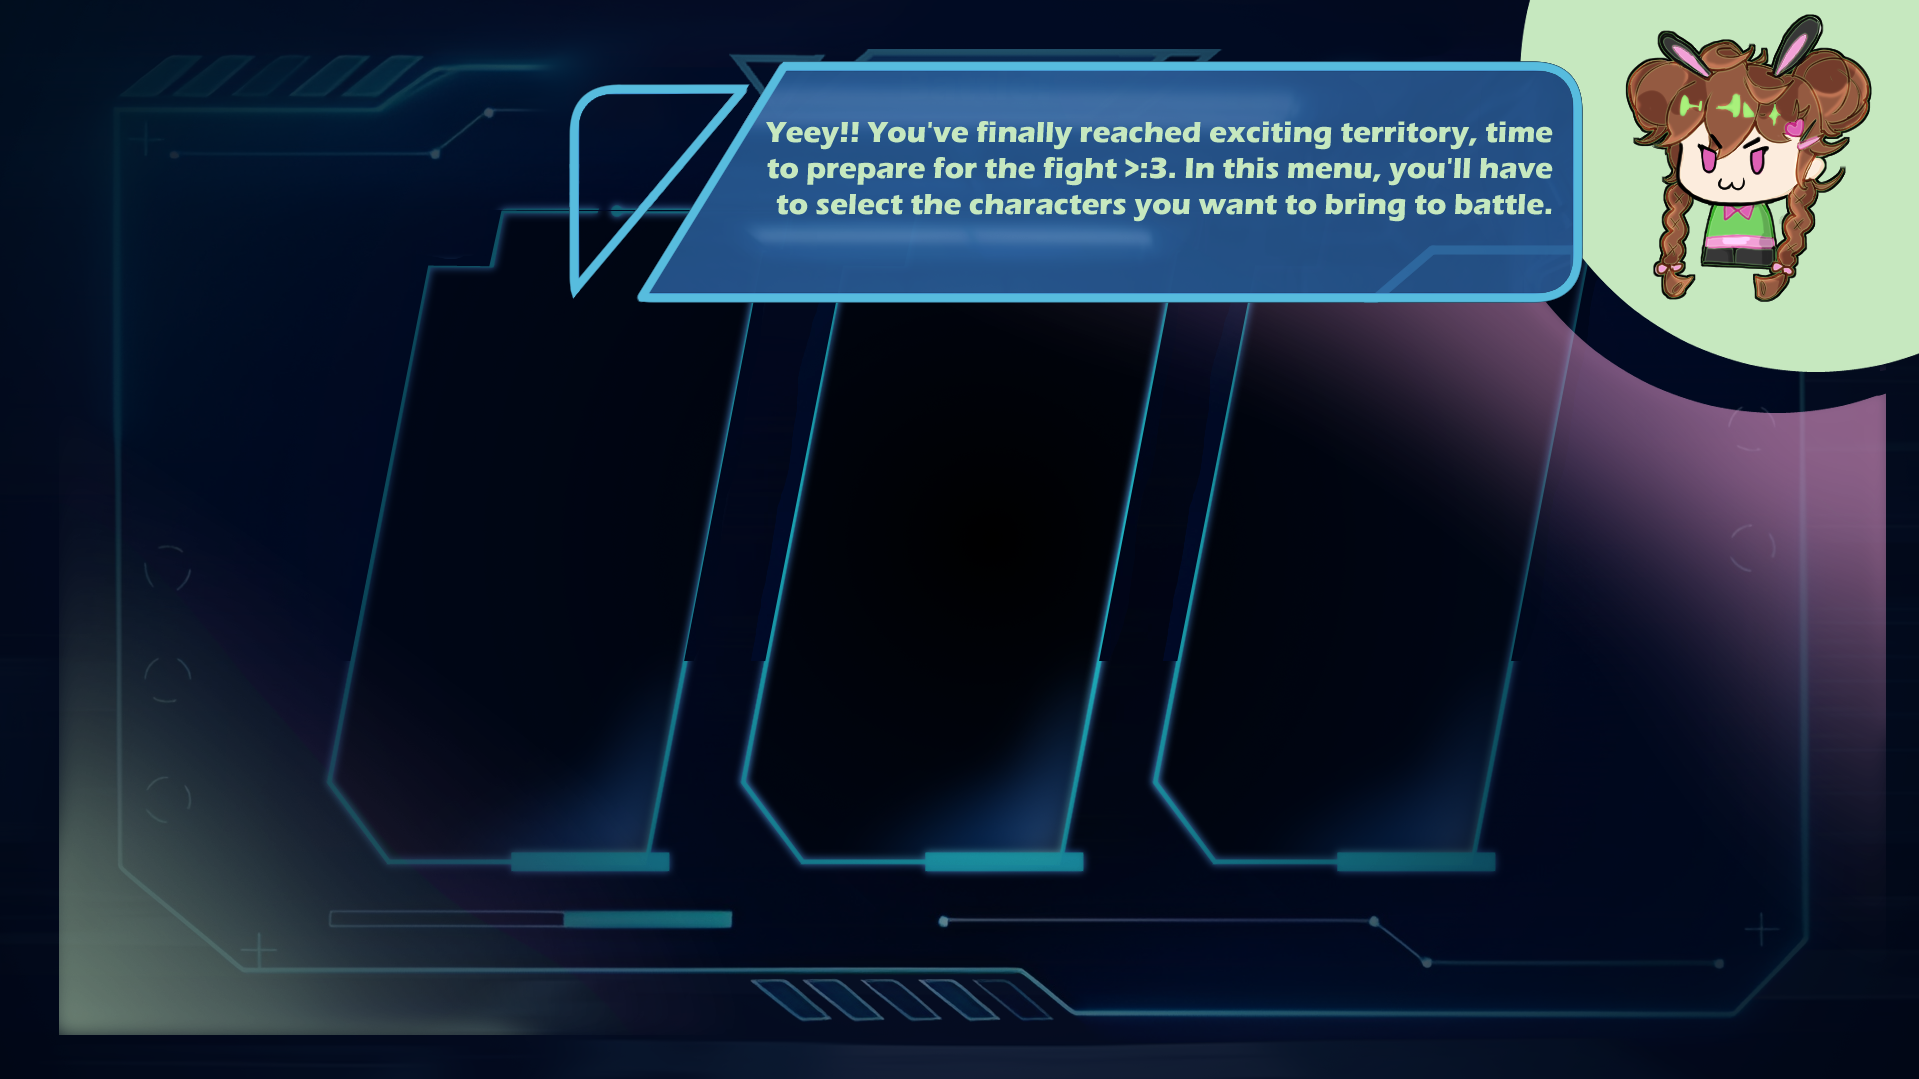 Yeey!! You've finally reached exciting territory, time
to prepare for the fight >:3. In this menu, you'll have
to select the characters you want to bring to battle.